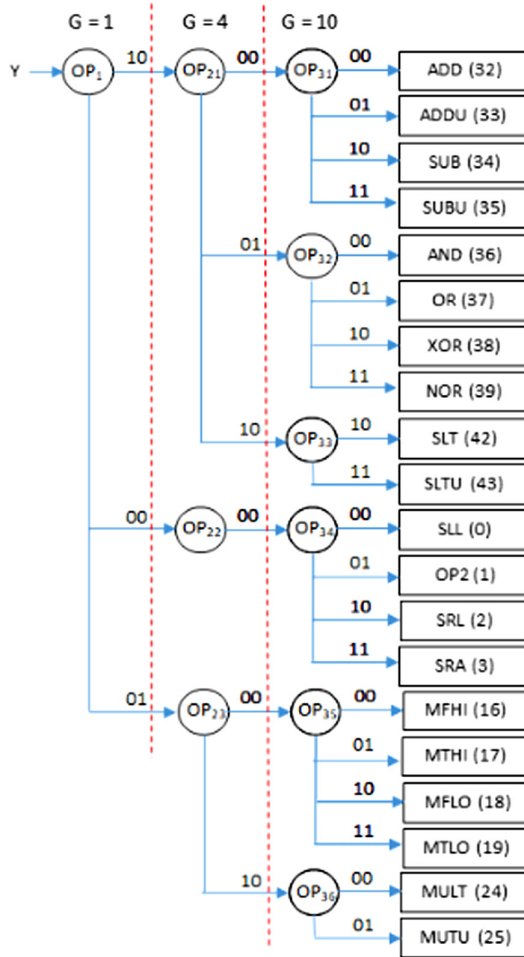 G = 1 G = 4 G = 10
Y OP1 10 OP21 00 OP31 00 ADD (32)
01 ADDU (33)
10 SUB (34)
11 SUBU (35)
01 OP32 00 AND (36)
01 OR (37)
10 XOR (38)
11 NOR (39)
10 OP33 10 SLT (42)
11 SLTU (43)
00 OP22 00 OP34 00 SLL (0)
01 OP2 (1)
10 SRL (2)
11 SRA (3)
01 OP23 00 OP35 00 MFHI (16)
01 MTHI (17)
10 MFLO (18)
11 MTLO (19)
10 OP36 00 MULT (24)
01 MUTU (25)